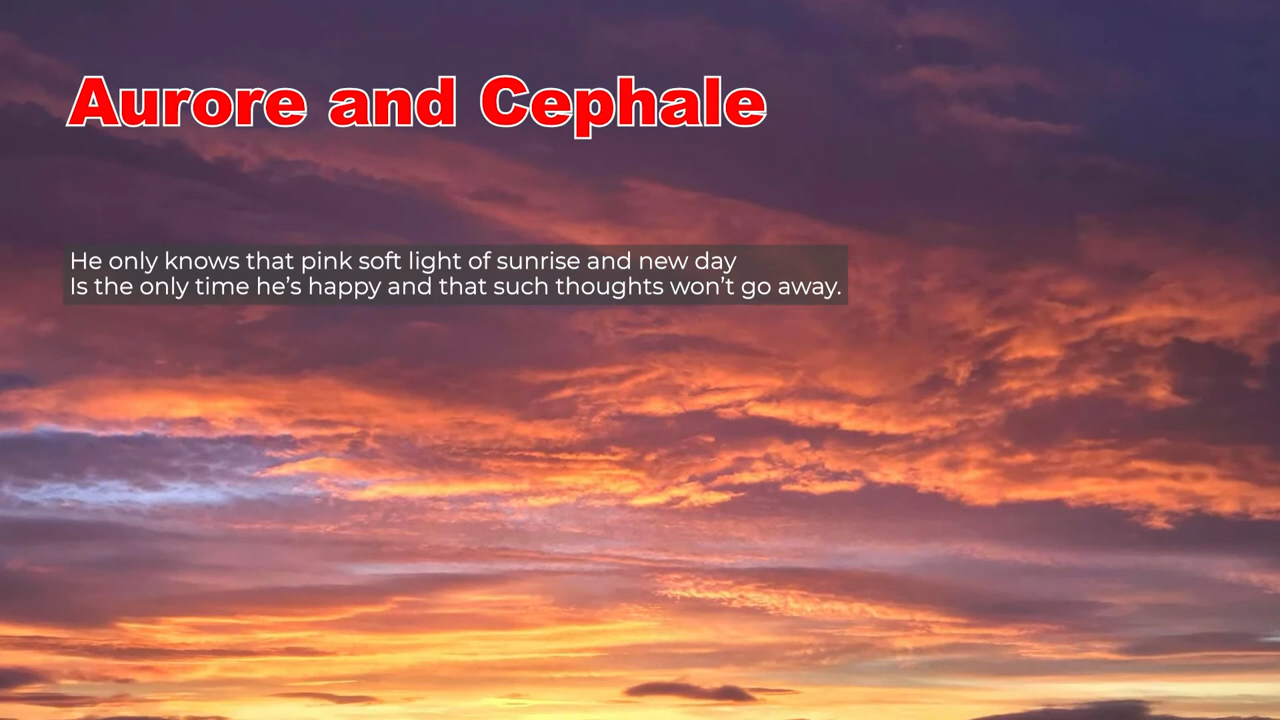 Aurore and Cephale
He only knows that pink soft light of sunrise and new day
Is the only time he’s happy and that such thoughts won’t go away.